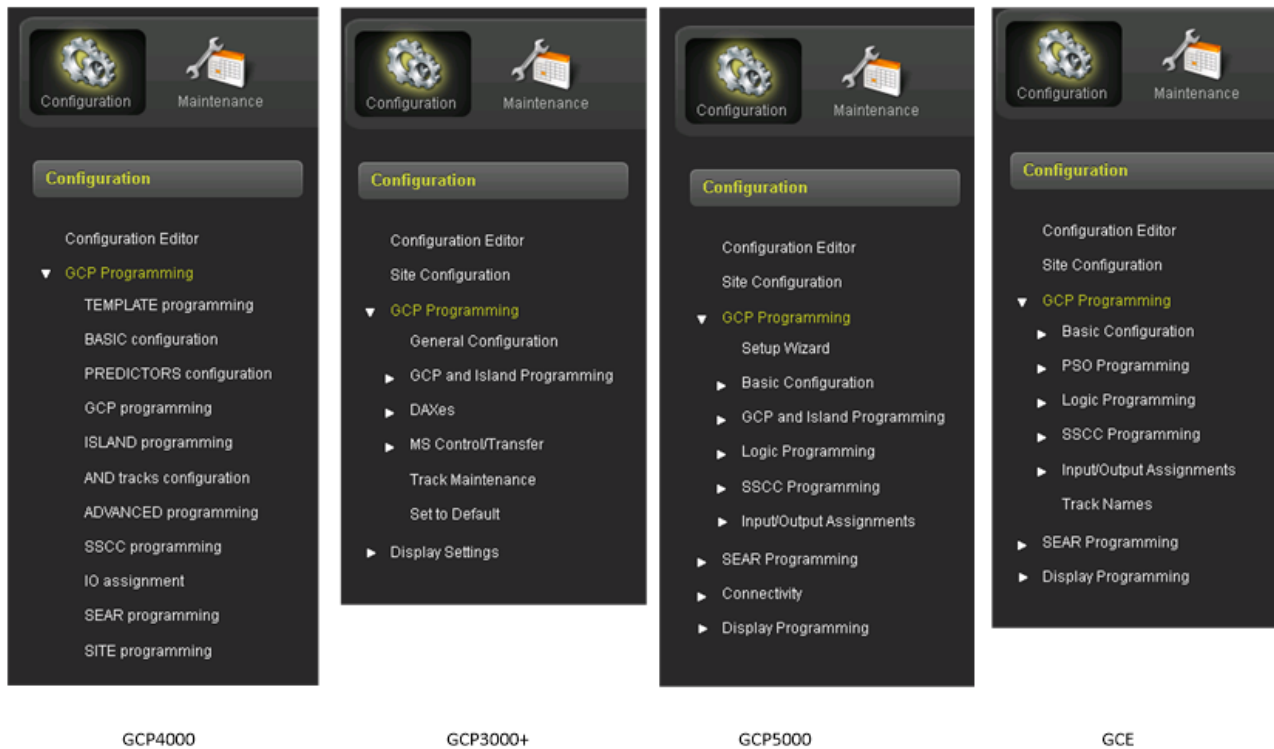 Configuration
Maintenance
Configuration
Configuration Editor
GCP Programming
TEMPLATE programming
BASIC configuration
PREDICTORS configuration
GCP programming
ISLAND programming
AND tracks configuration
ADVANCED programming
SSCC programming
IO assignment
SEAR programming
SITE programming
GCP4000
Configuration
Maintenance
Configuration
Configuration Editor
Site Configuration
GCP Programming
General Configuration
GCP and Island Programming
DAXes
MS Control/Transfer
Track Maintenance
Set to Default
Display Settings
GCP3000+
Configuration
Maintenance
Configuration
Configuration Editor
Site Configuration
GCP Programming
Setup Wizard
Basic Configuration
GCP and Island Programming
Logic Programming
SSCC Programming
Input/Output Assignments
SEAR Programming
Connectivity
Display Programming
GCP5000
Configuration
Maintenance
Configuration
Configuration Editor
Site Configuration
GCP Programming
Basic Configuration
PSO Programming
Logic Programming
SSCC Programming
Input/Output Assignments
Track Names
SEAR Programming
Display Programming
GCE